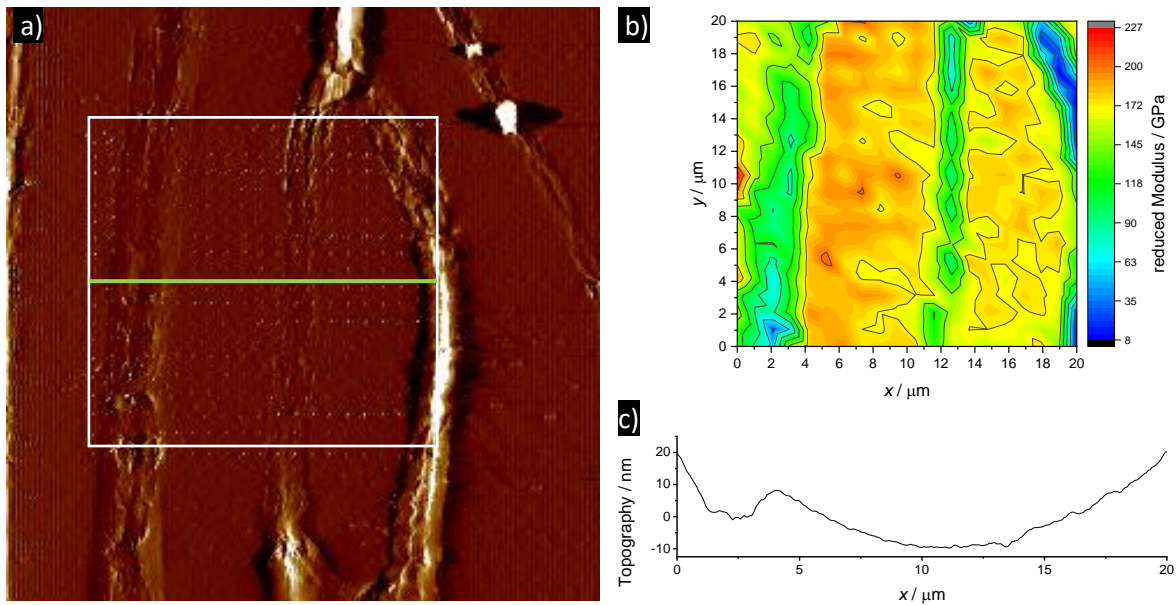 a)
b)
20
18
16
14
12
10
8
6
4
2
0
y / μm
0 2 4 6 8 10 12 14 16 18 20
x / μm
227
200
172
145
118
90
63
35
8
reduced Modulus / GPa
c)
20
10
0
-10
Topography / nm
0 5 10 15 20
x / μm